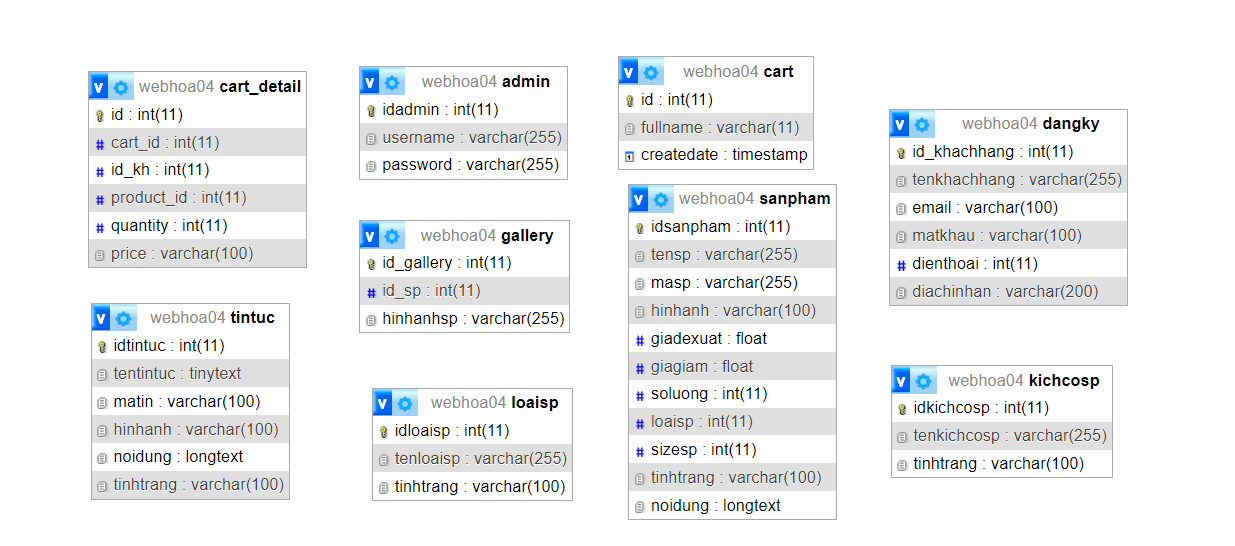 webhoa04 cart_detail
id : int(11)
cart_id : int(11)
id_kh : int(11)
product_id : int(11)
quantity : int(11)
price : varchar(100)
webhoa04 tintuc
idtintuc : int(11)
tentintuc : tinytext
matin : varchar(100)
hinhanh : varchar(100)
noidung : longtext
tinhtrang : varchar(100)
webhoa04 admin
idadmin : int(11)
username : varchar(255)
password : varchar(255)
webhoa04 gallery
id_gallery : int(11)
id_sp : int(11)
hinhanhsp : varchar(255)
webhoa04 loaisp
idloaisp : int(11)
tenloaisp : varchar(255)
tinhtrang : varchar(100)
webhoa04 cart
id : int(11)
fullname : varchar(11)
createdate : timestamp
webhoa04 sanpham
idsanpham : int(11)
tensp : varchar(255)
masp : varchar(255)
hinhanh : varchar(100)
giadexuat : float
giagiam : float
soluong : int(11)
loaisp : int(11)
sizesp : int(11)
tinhtrang : varchar(100)
noidung : longtext
webhoa04 dangky
id_khachhang : int(11)
tenkhachhang : varchar(255)
email : varchar(100)
matkhau : varchar(100)
dienthoai : int(11)
diachinhan : varchar(200)
webhoa04 kichcosp
idkichcosp : int(11)
tenkichcosp : varchar(255)
tinhtrang : varchar(100)